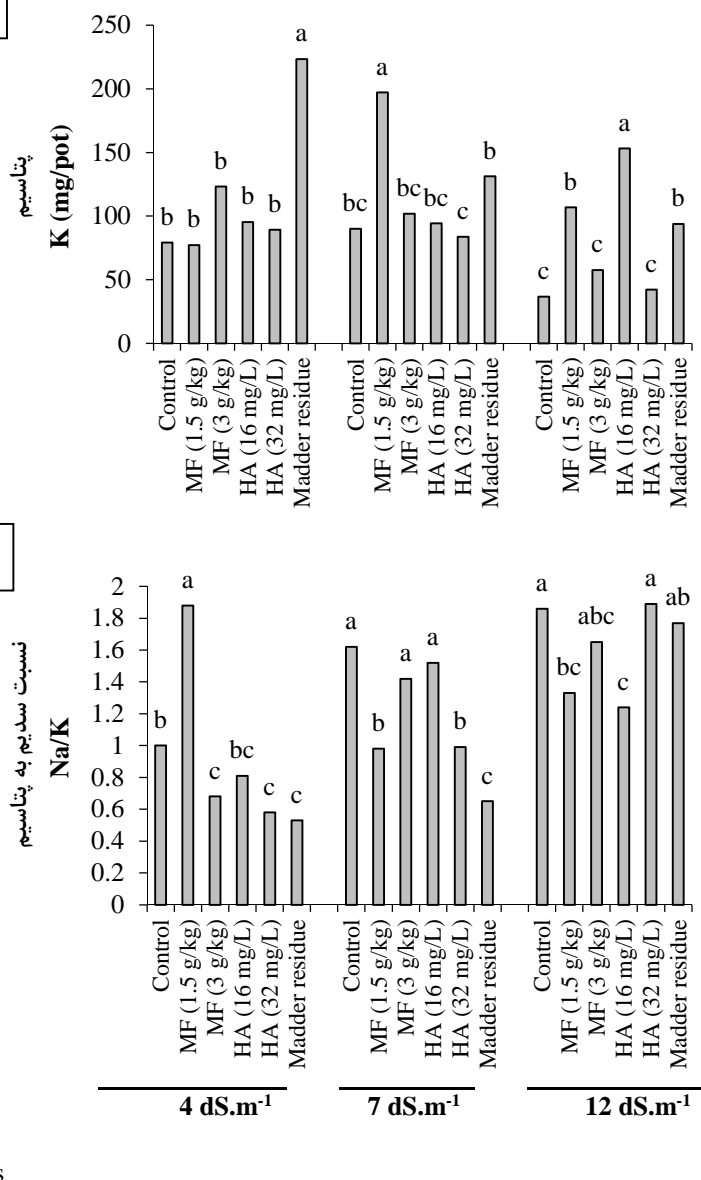 پتاسیم
K (mg/pot)
250
200
150
100
50
0
b b b b b a
bc a bc bc c b
c b c a c b
Control
MF (1.5 g/kg)
MF (3 g/kg)
HA (16 mg/L)
HA (32 mg/L)
Madder residue
Control
MF (1.5 g/kg)
MF (3 g/kg)
HA (16 mg/L)
HA (32 mg/L)
Madder residue
Control
MF (1.5 g/kg)
MF (3 g/kg)
HA (16 mg/L)
HA (32 mg/L)
Madder residue
نسبت سدیم به پتاسیم
Na/K
2
1.8
1.6
1.4
1.2
1
0.8
0.6
0.4
0.2
0
b a c bc c c
a b a a b c
a bc abc c a ab
Control
MF (1.5 g/kg)
MF (3 g/kg)
HA (16 mg/L)
HA (32 mg/L)
Madder residue
Control
MF (1.5 g/kg)
MF (3 g/kg)
HA (16 mg/L)
HA (32 mg/L)
Madder residue
Control
MF (1.5 g/kg)
MF (3 g/kg)
HA (16 mg/L)
HA (32 mg/L)
Madder residue
4 dS.m⁻¹ 7 dS.m⁻¹ 12 dS.m⁻¹
s